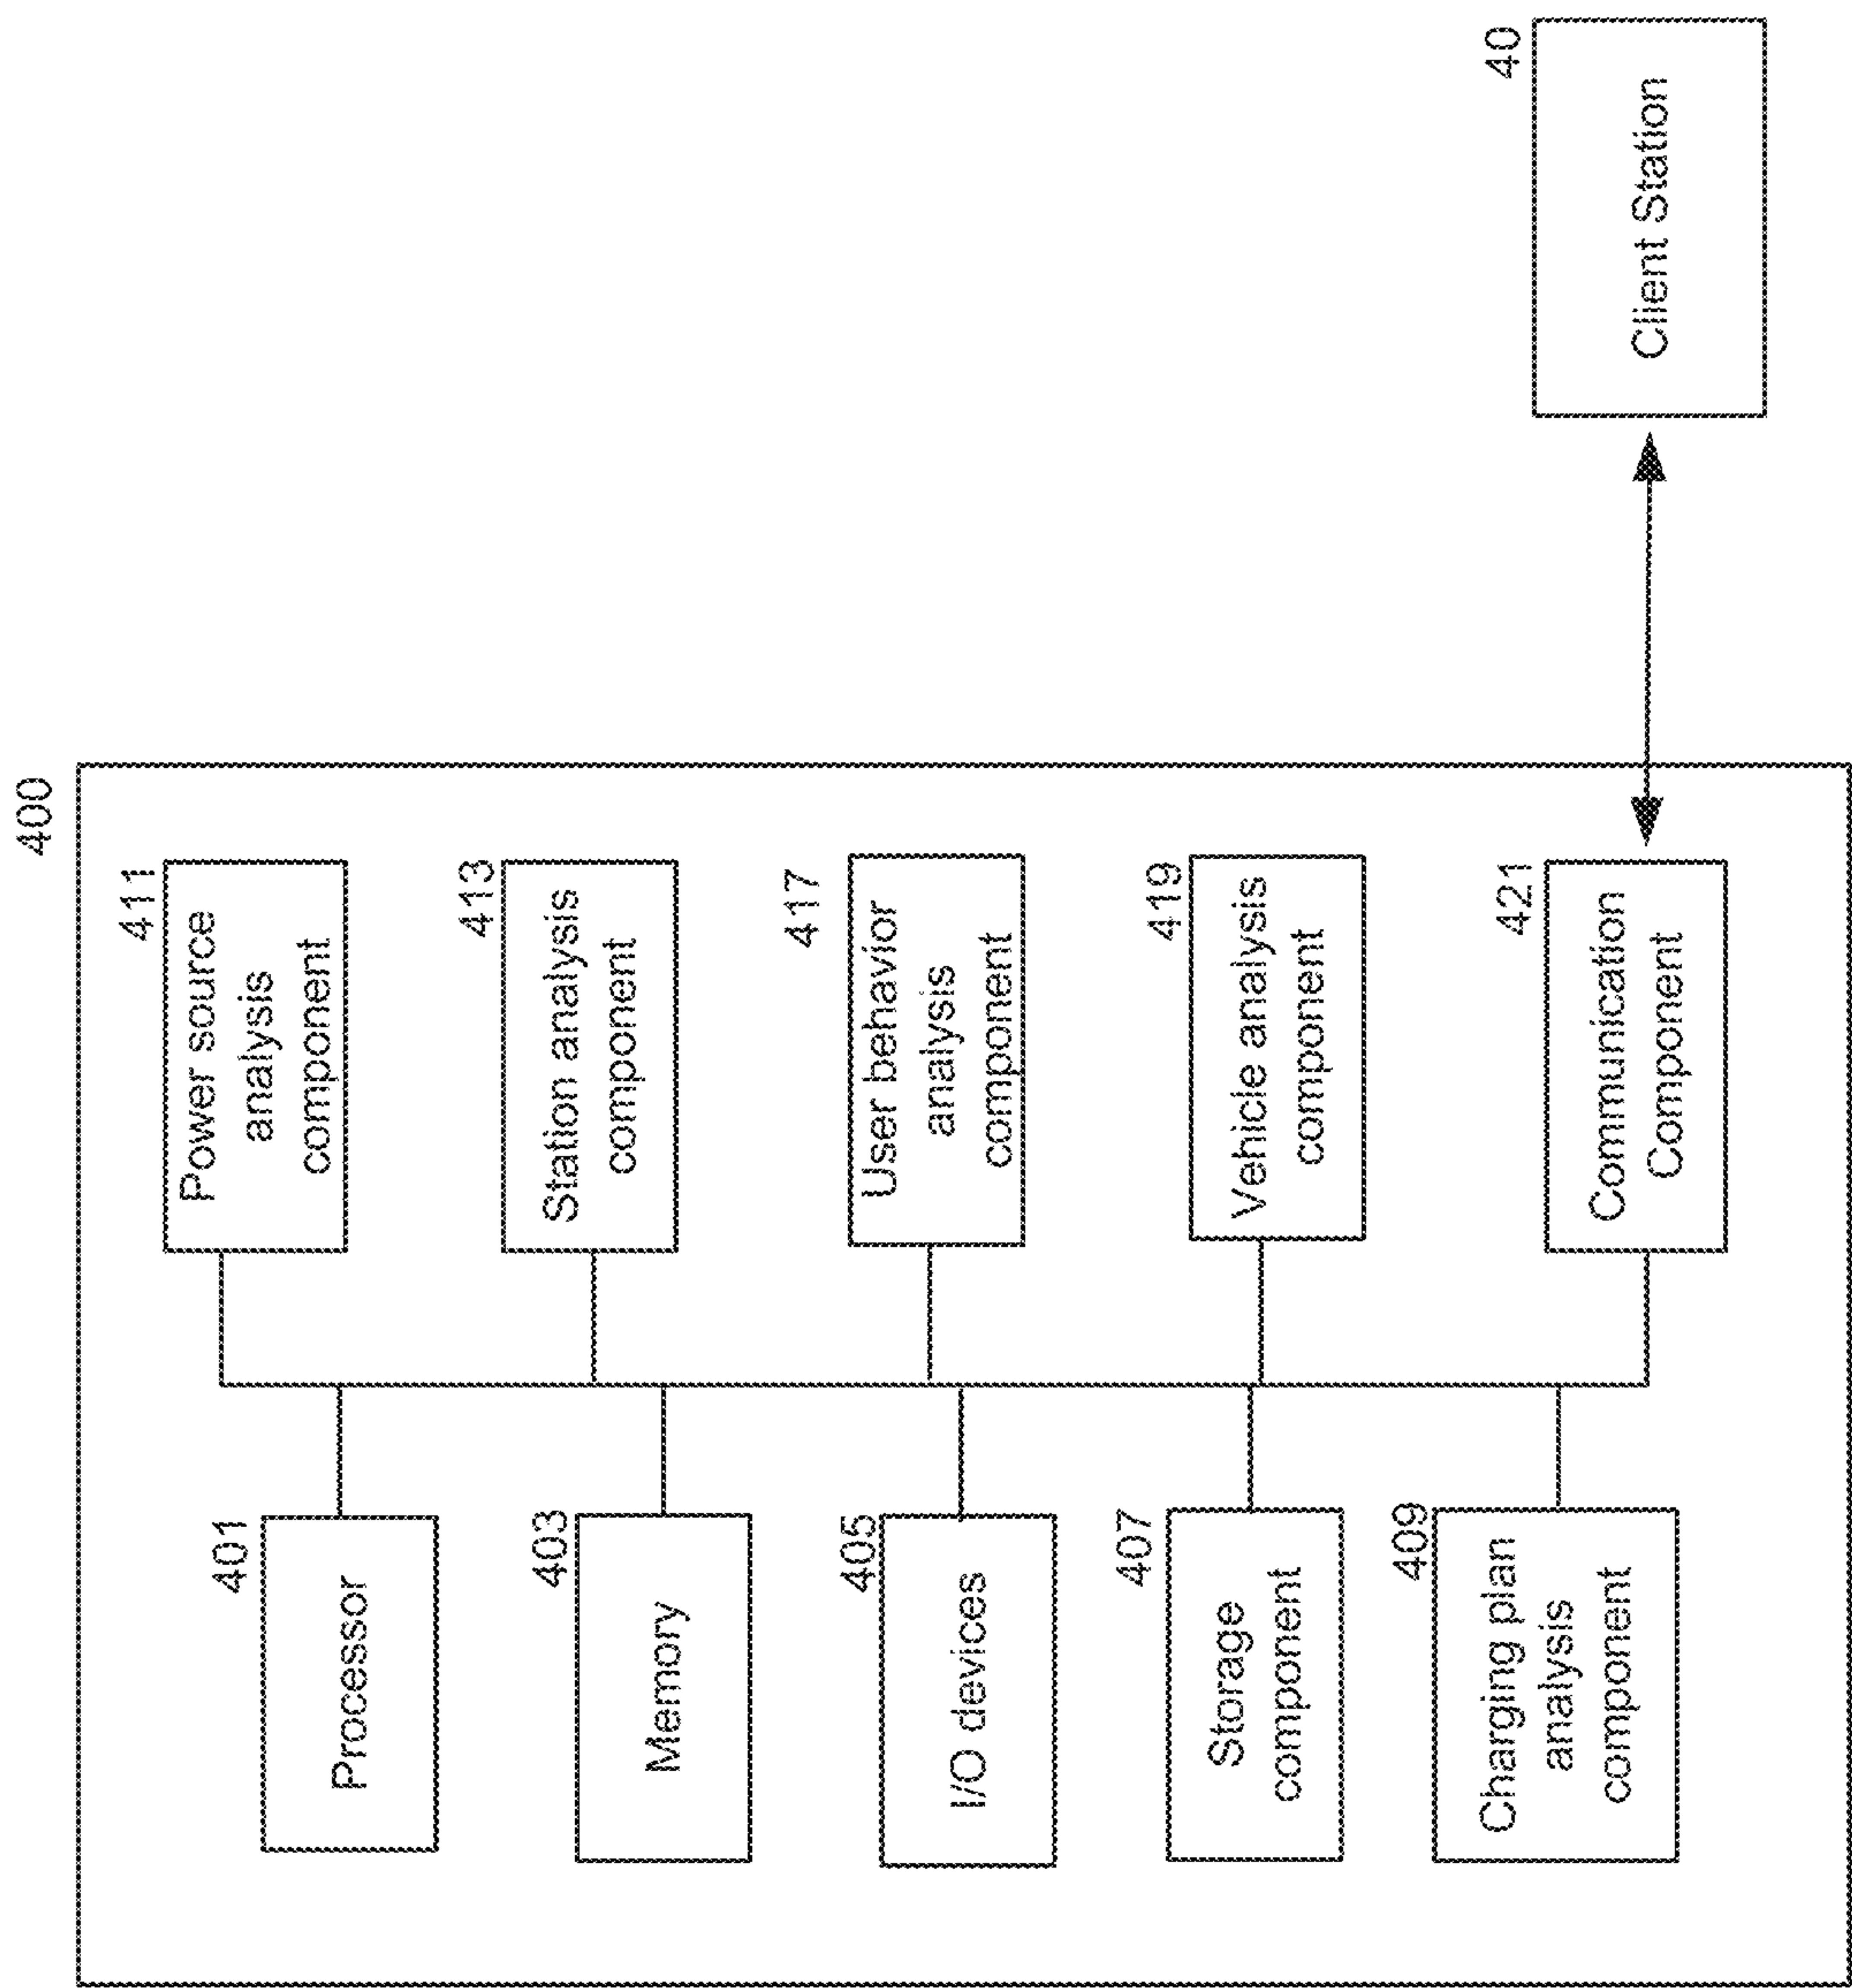 400
401
Processor
403
Memory
405
I/O devices
407
Storage
component
409
Charging plan
analysis
component
411
Power source
analysis
component
413
Station analysis
component
417
User behavior
analysis
component
419
Vehicle analysis
component
421
Communication
Component
40
Client Station